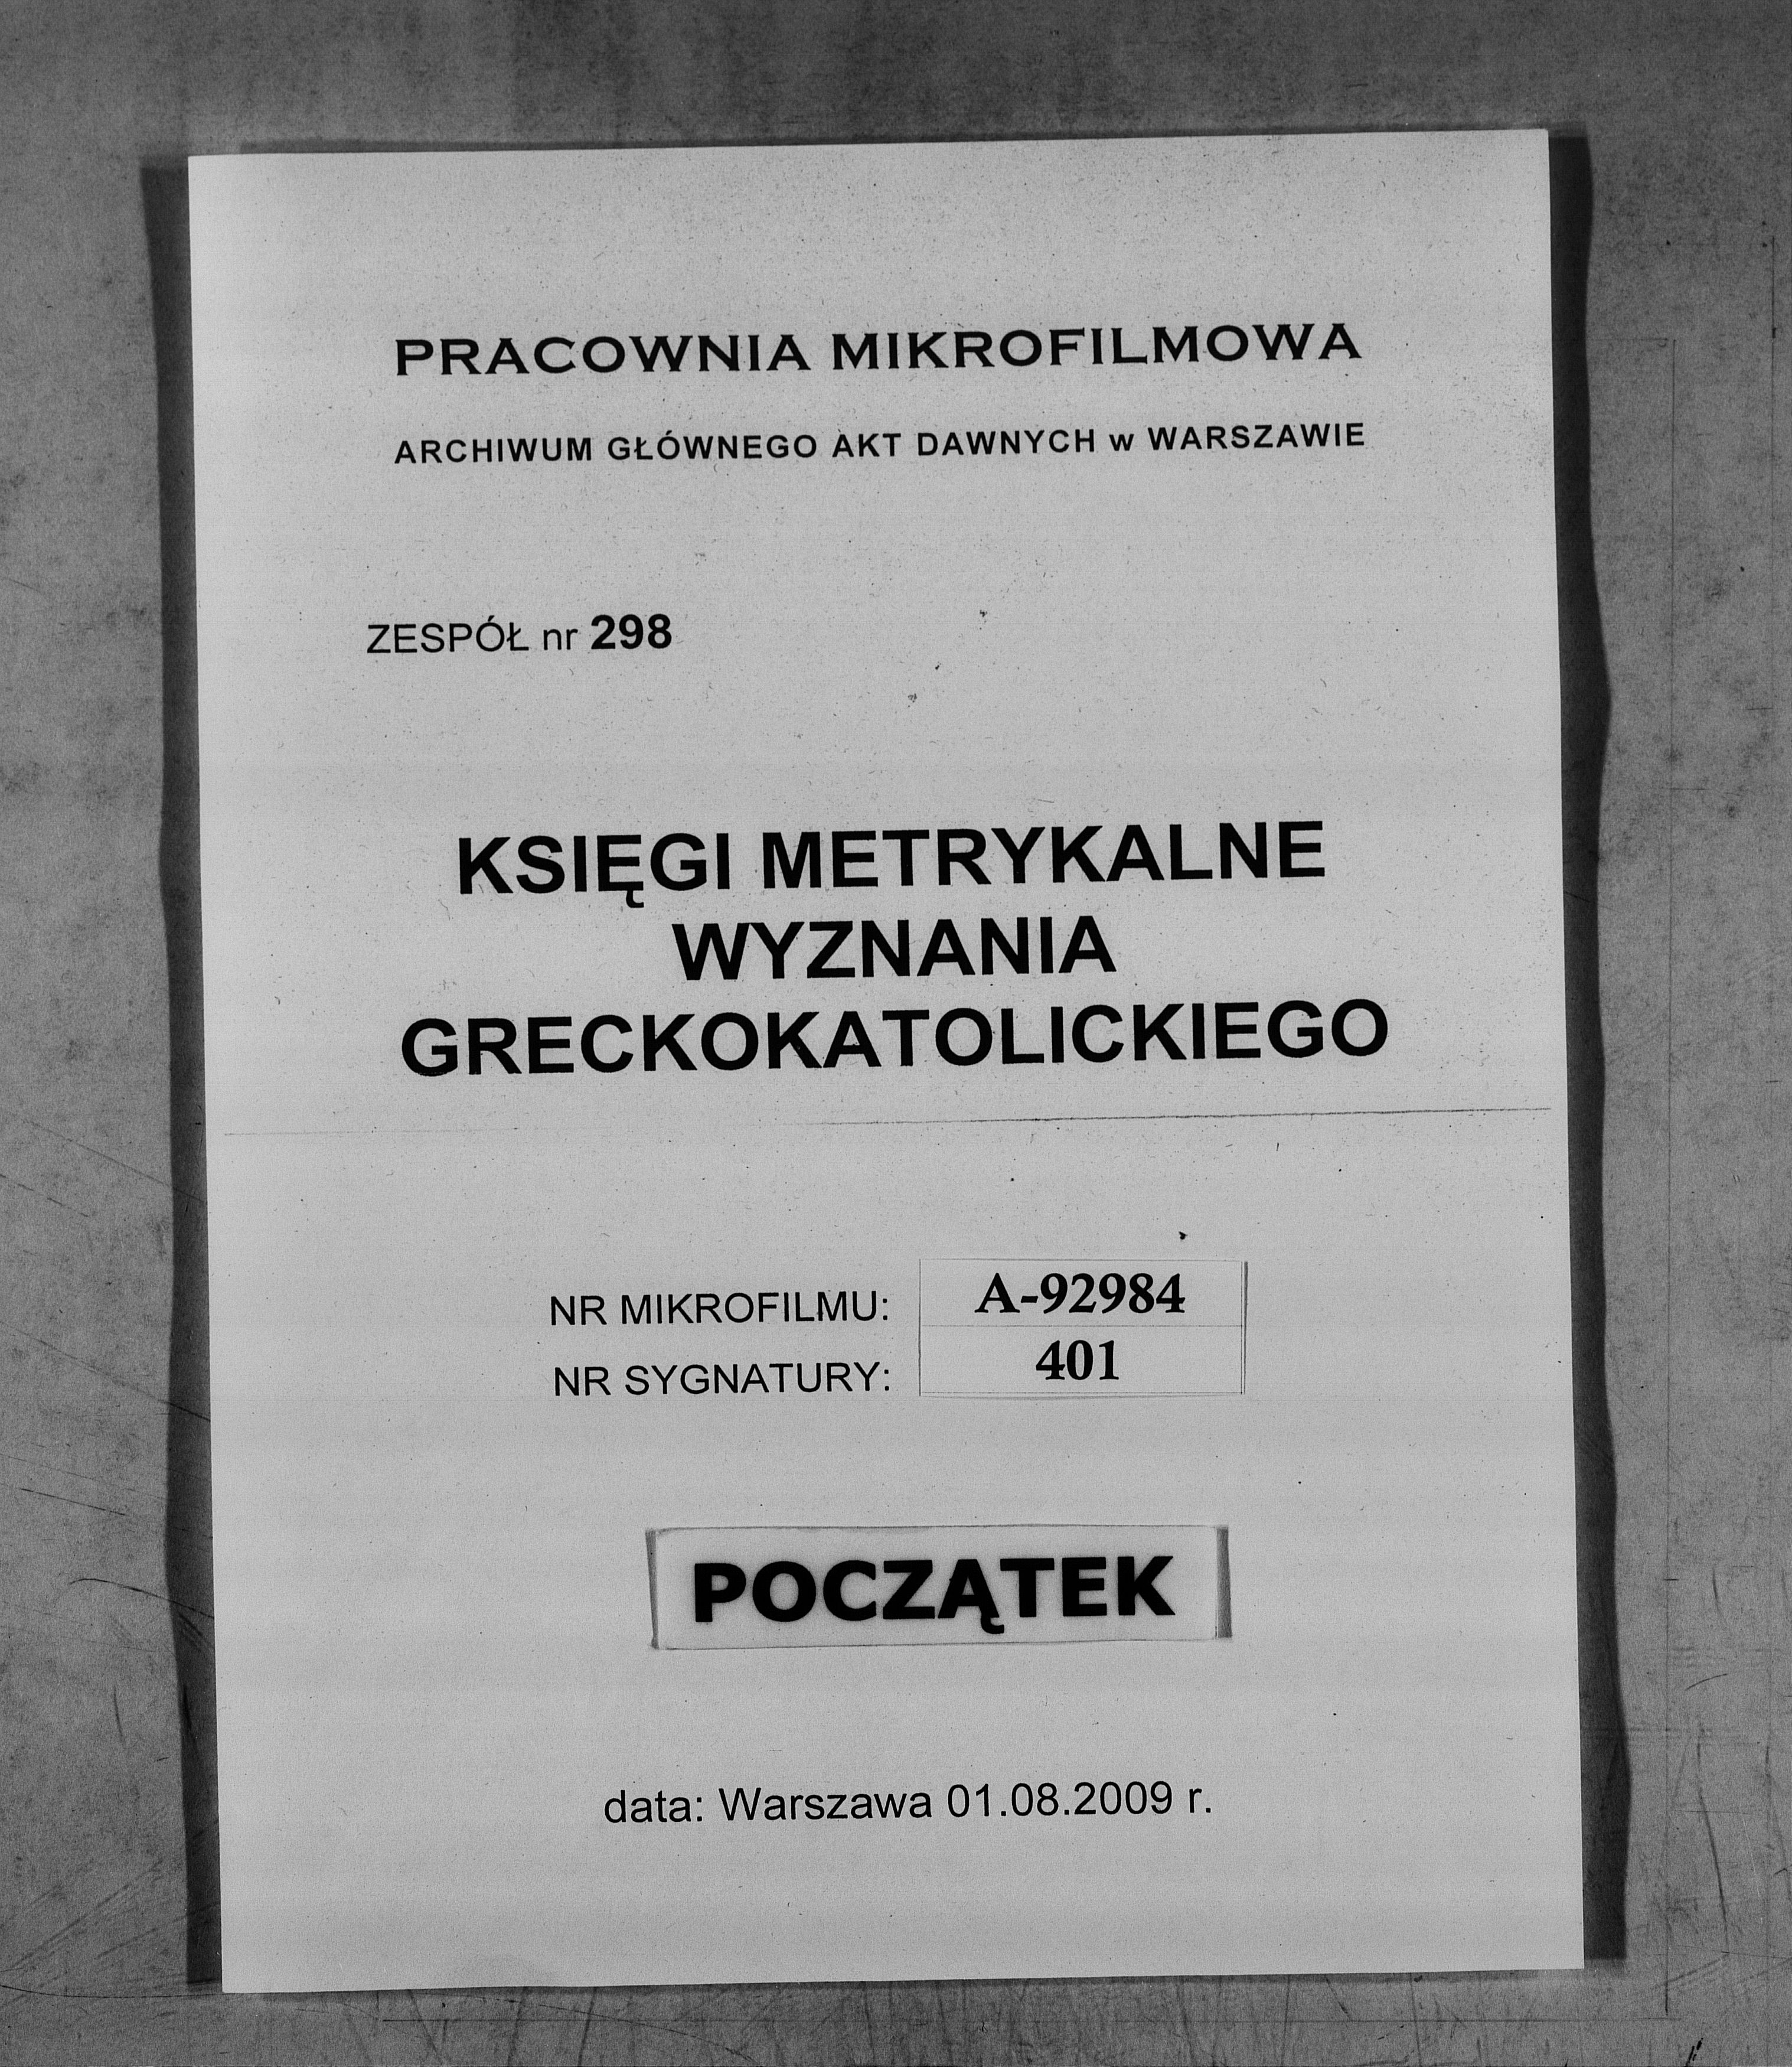 PRACOWNIA MIKROFILMOWA
ARCHIWUM GŁÓWNEGO AKT DAWNYCH w WARSZAWIE
ZESPÓŁ nr 298
KSIĘGI METRYKALNE
WYZNANIA
GRECKOKATOLICKIEGO
NR MIKROFILMU: A-92984
NR SYGNATURY: 401
POCZĄTEK
data: Warszawa 01.08.2009 r.